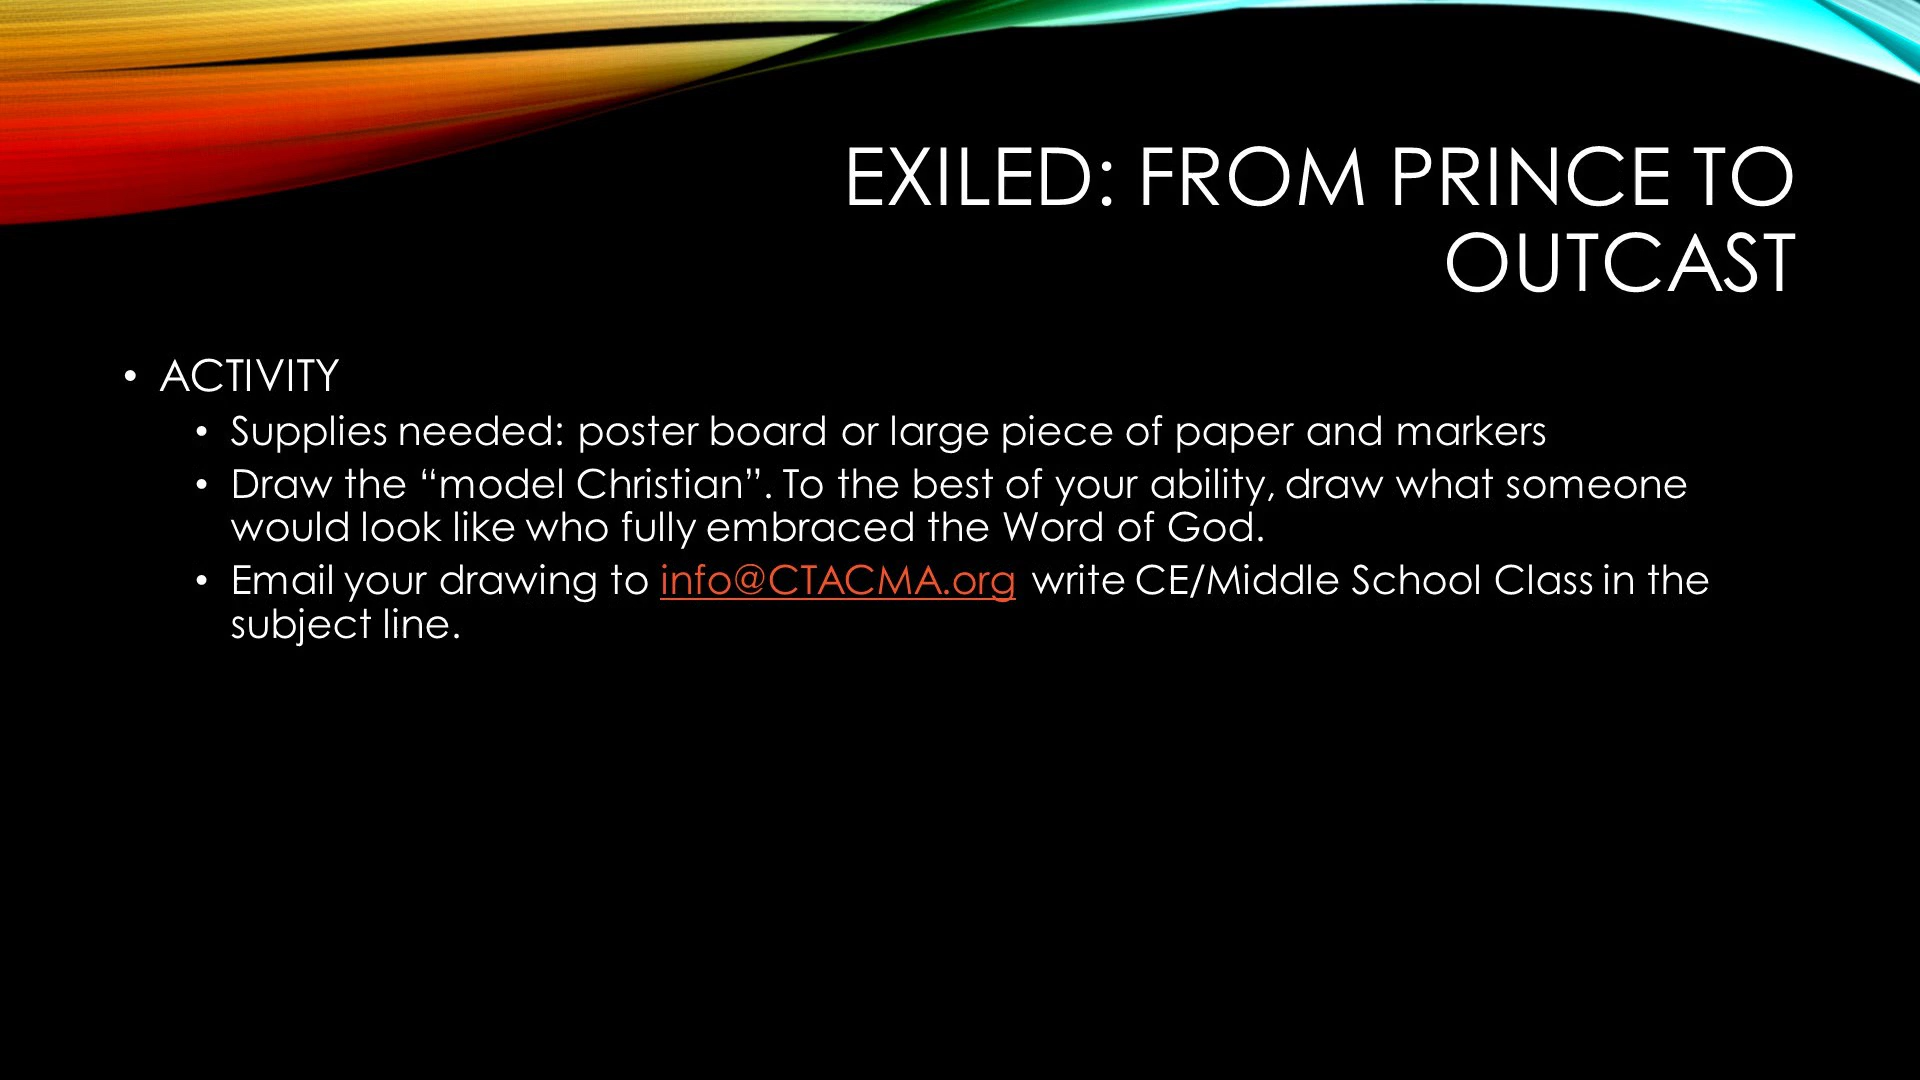 EXILED: FROM PRINCE TO
OUTCAST
• ACTIVITY
• Supplies needed: poster board or large piece of paper and markers
• Draw the “model Christian”. To the best of your ability, draw what someone
would look like who fully embraced the Word of God.
• Email your drawing to info@CTACMA.org write CE/Middle School Class in the
subject line.